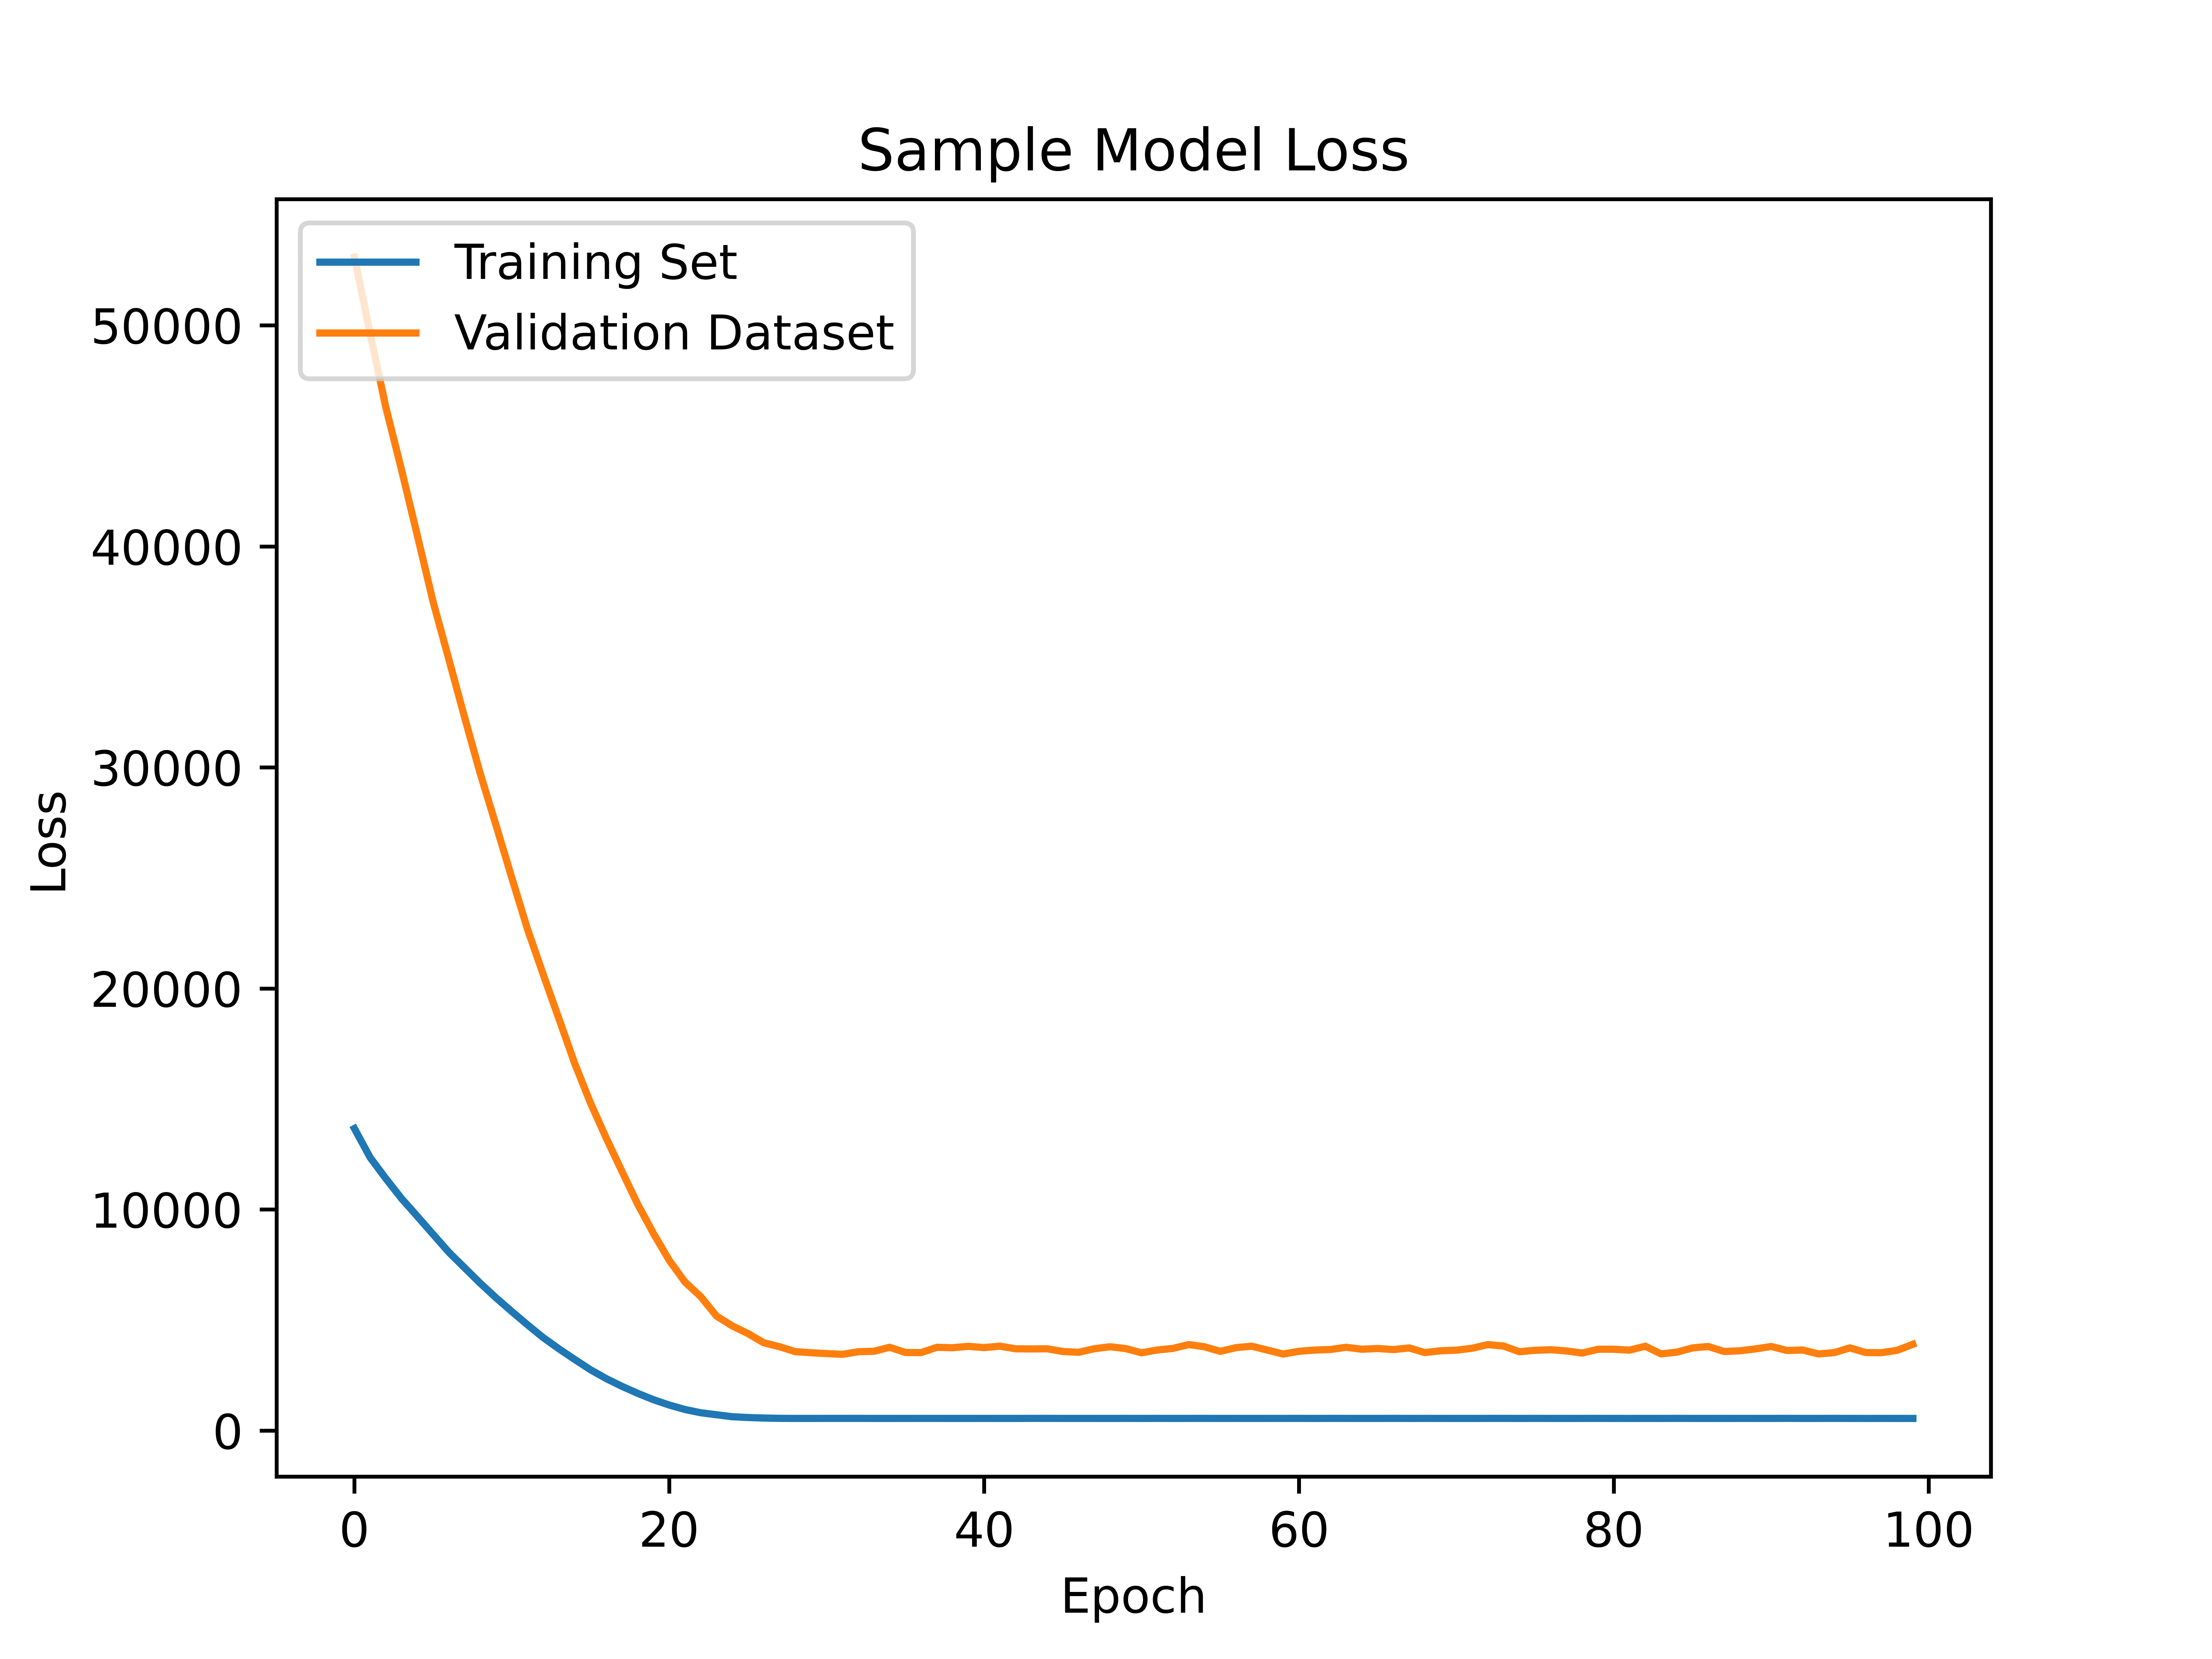 Sample Model Loss
Training Set
Validation Dataset
50000
40000
30000
20000
10000
0
Loss
0 20 40 60 80 100
Epoch